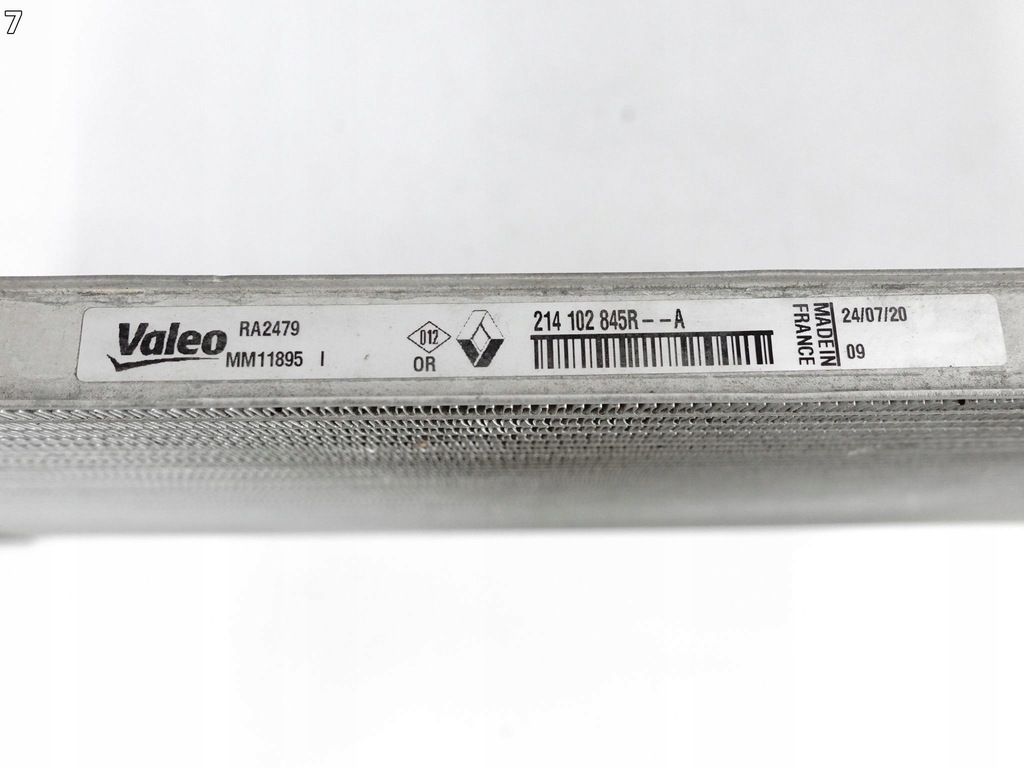 7
Valeo RA2479
MM11895 I
012
OR
214 102 845R--A
MADE IN
FRANCE
24/07/20
09